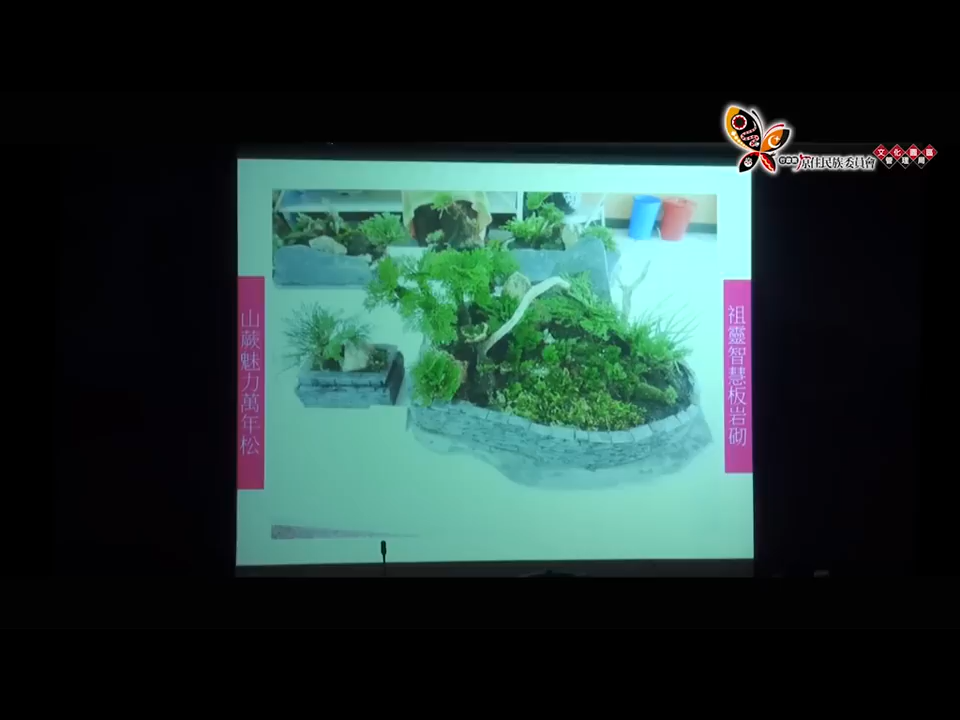 原住民族委員會
文化園區
管理局
祖靈智慧板岩砌
山蕨魅力萬年松